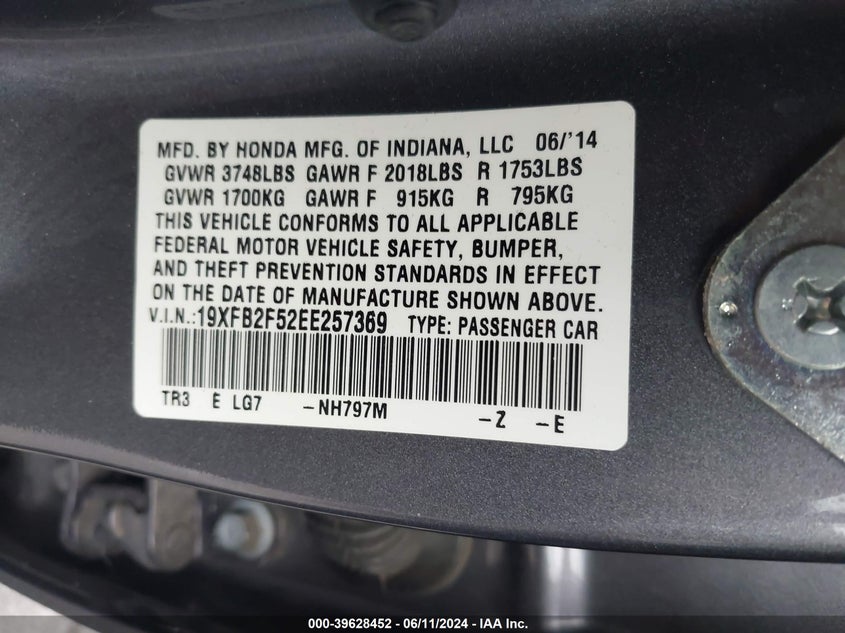 MFD. BY HONDA MFG. OF INDIANA, LLC 06/'14
GVWR 3748LBS GAWR F 2018LBS R 1753LBS
GVWR 1700KG GAWR F 915KG R 795KG
THIS VEHICLE CONFORMS TO ALL APPLICABLE
FEDERAL MOTOR VEHICLE SAFETY, BUMPER,
AND THEFT PREVENTION STANDARDS IN EFFECT
ON THE DATE OF MANUFACTURE SHOWN ABOVE.
V.I.N.:19XFB2F52EE257369 TYPE: PASSENGER CAR
TR3 E LG7 -NH797M -Z -E
000-39628452 - 06/11/2024 - IAA Inc.